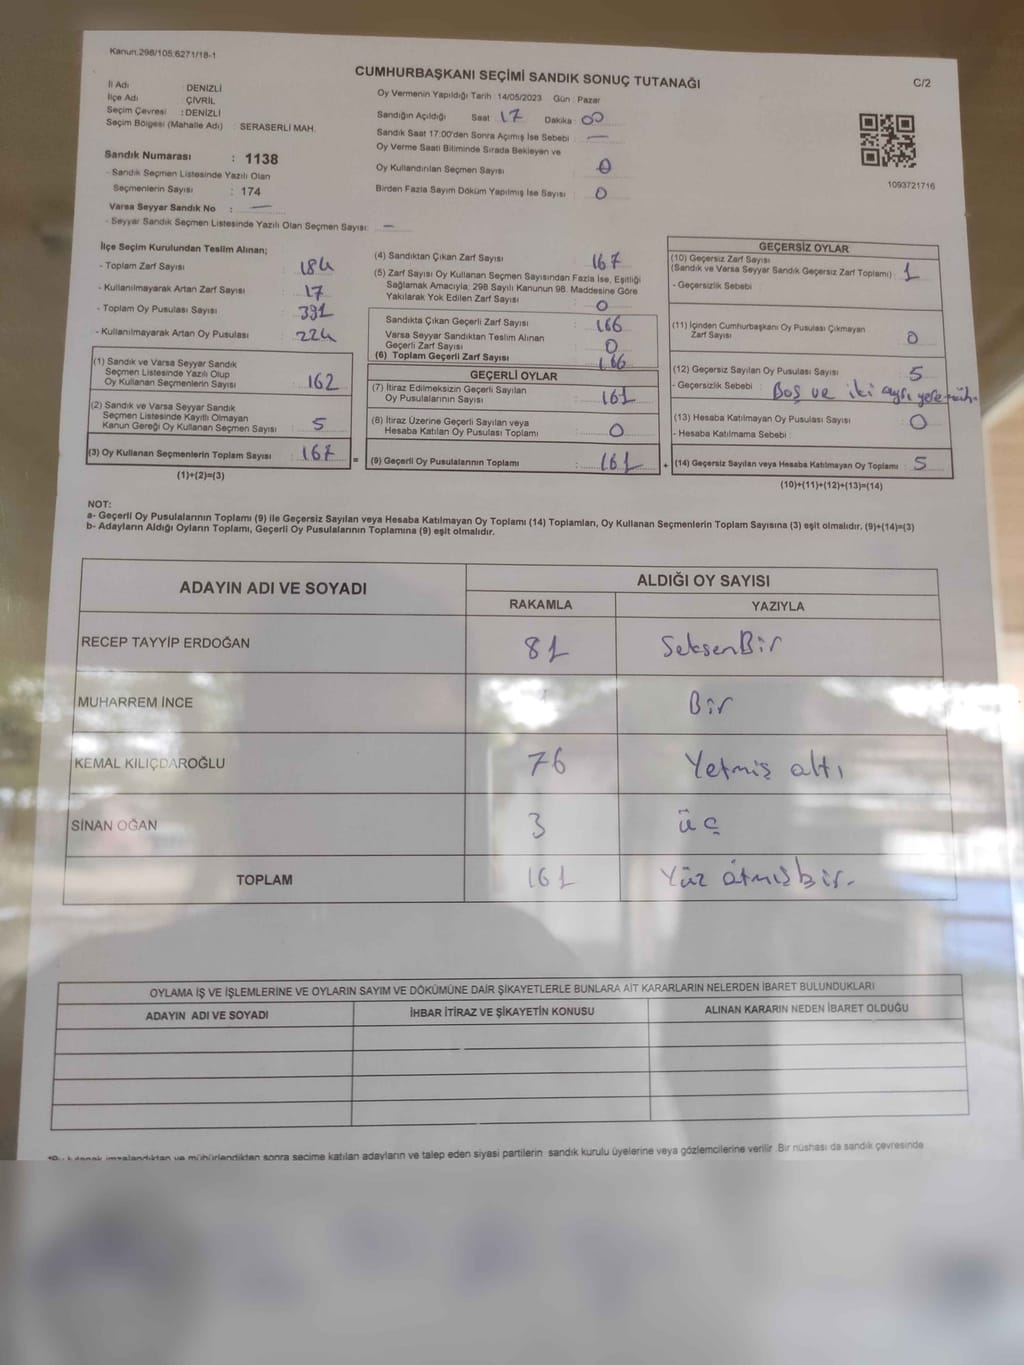 Kanun:298/105;6271/18-1
CUMHURBAŞKANI SEÇİMİ SANDIK SONUÇ TUTANAĞI
C/2
İl Adı : DENİZLİ
İlçe Adı : ÇİVRİL
Seçim Çevresi : DENİZLİ
Seçim Bölgesi (Mahalle Adı) : SERASERLİ MAH.
Sandık Numarası : 1138
- Sandık Seçmen Listesinde Yazılı Olan
Seçmenlerin Sayısı : 174
Varsa Seyyar Sandık No : —
- Seyyar Sandık Seçmen Listesinde Yazılı Olan Seçmen Sayısı: —
Oy Vermenin Yapıldığı Tarih : 14/05/2023 Gün : Pazar
Sandığın Açıldığı Saat : 17 Dakika : 00
Sandık Saat 17:00'den Sonra Açımış İse Sebebi : —
Oy Verme Saati Bitiminde Sırada Bekleyen ve
Oy Kullandırılan Seçmen Sayısı : 0
Birden Fazla Sayım Döküm Yapılmış İse Sayısı : 0
1093721716
İlçe Seçim Kurulundan Teslim Alınan;
- Toplam Zarf Sayısı : 184
- Kullanılmayarak Artan Zarf Sayısı : 17
- Toplam Oy Pusulası Sayısı : 391
- Kullanılmayarak Artan Oy Pusulası : 224
(1) Sandık ve Varsa Seyyar Sandık
Seçmen Listesinde Yazılı Olup
Oy Kullanan Seçmenlerin Sayısı : 162
(2) Sandık ve Varsa Seyyar Sandık
Seçmen Listesinde Kayıtlı Olmayan
Kanun Gereği Oy Kullanan Seçmen Sayısı : 5
(3) Oy Kullanan Seçmenlerin Toplam Sayısı : 167
(1)+(2)=(3)
(4) Sandıktan Çıkan Zarf Sayısı : 167
(5) Zarf Sayısı Oy Kullanan Seçmen Sayısından Fazla İse, Eşitliği
Sağlamak Amacıyla, 298 Sayılı Kanunun 98. Maddesine Göre
Yakılarak Yok Edilen Zarf Sayısı : 0
Sandıkta Çıkan Geçerli Zarf Sayısı : 166
Varsa Seyyar Sandıktan Teslim Alınan
Geçerli Zarf Sayısı : 0
(6) Toplam Geçerli Zarf Sayısı : 166
GEÇERLİ OYLAR
(7) İtiraz Edilmeksizin Geçerli Sayılan
Oy Pusulalarının Sayısı : 161
(8) İtiraz Üzerine Geçerli Sayılan veya
Hesaba Katılan Oy Pusulası Toplamı : 0
= (9) Geçerli Oy Pusulalarının Toplamı : 161
GEÇERSİZ OYLAR
(10) Geçersiz Zarf Sayısı
(Sandık ve Varsa Seyyar Sandık Geçersiz Zarf Toplamı) : 1
- Geçersizlik Sebebi :
(11) İçinden Cumhurbaşkanı Oy Pusulası Çıkmayan
Zarf Sayısı : 0
(12) Geçersiz Sayılan Oy Pusulası Sayısı : 5
- Geçersizlik Sebebi : Boş ve iki ayrı yere müh.
(13) Hesaba Katılmayan Oy Pusulası Sayısı : 0
- Hesaba Katılmama Sebebi :
+ (14) Geçersiz Sayılan veya Hesaba Katılmayan Oy Toplamı : 5
(10)+(11)+(12)+(13)=(14)
NOT:
a- Geçerli Oy Pusulalarının Toplamı (9) ile Geçersiz Sayılan veya Hesaba Katılmayan Oy Toplamı (14) Toplamları, Oy Kullanan Seçmenlerin Toplam Sayısına (3) eşit olmalıdır. (9)+(14)=(3)
b- Adayların Aldığı Oyların Toplamı, Geçerli Oy Pusulalarının Toplamına (9) eşit olmalıdır.
ADAYIN ADI VE SOYADI
ALDIĞI OY SAYISI
RAKAMLA YAZIYLA
RECEP TAYYİP ERDOĞAN 81 SeksenBir
MUHARREM İNCE Bir
KEMAL KILIÇDAROĞLU 76 Yetmiş altı
SİNAN OĞAN 3 üç
TOPLAM 161 Yüz atmışbir.
OYLAMA İŞ VE İŞLEMLERİNE VE OYLARIN SAYIM VE DÖKÜMÜNE DAİR ŞİKAYETLERLE BUNLARA AİT KARARLARIN NELERDEN İBARET BULUNDUKLARI
ADAYIN ADI VE SOYADI İHBAR İTİRAZ VE ŞİKAYETİN KONUSU ALINAN KARARIN NEDEN İBARET OLDUĞU
*Bu tutanak imzalandıktan ve mühürlendikten sonra seçime katılan adayların ve talep eden siyasi partilerin sandık kurulu üyelerine veya gözlemcilerine verilir .Bir nüshası da sandık çevresinde